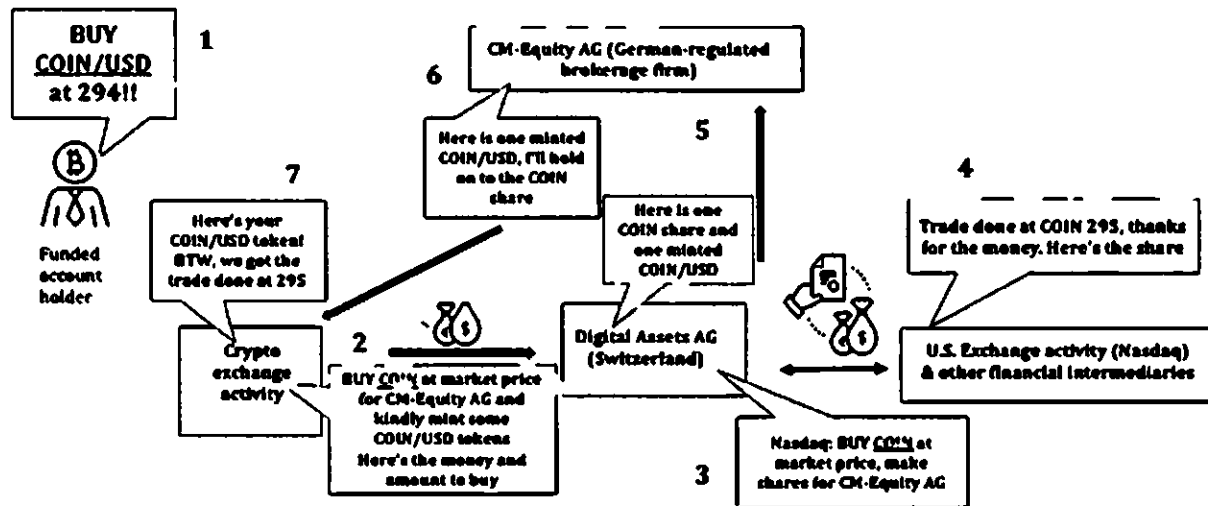 1
BUY
COIN/USD
at 294!!
Funded
account
holder
2
BUY COIN at market price
for CM-Equity AG and
kindly mint some
COIN/USD tokens
Here's the money and
amount to buy
Crypto
exchange
activity
3
Nasdaq: BUY COIN at
market price, make
shares for CM-Equity AG
Digital Assets AG
(Switzerland)
4
Trade done at COIN 295, thanks
for the money. Here's the share
U.S. Exchange activity (Nasdaq)
& other financial intermediaries
5
Here is one
COIN share and
one minted
COIN/USD
6
CM-Equity AG (German-regulated
brokerage firm)
Here is one minted
COIN/USD, I'll hold
on to the COIN
share
7
Here's your
COIN/USD token!
BTW, we got the
trade done at 295